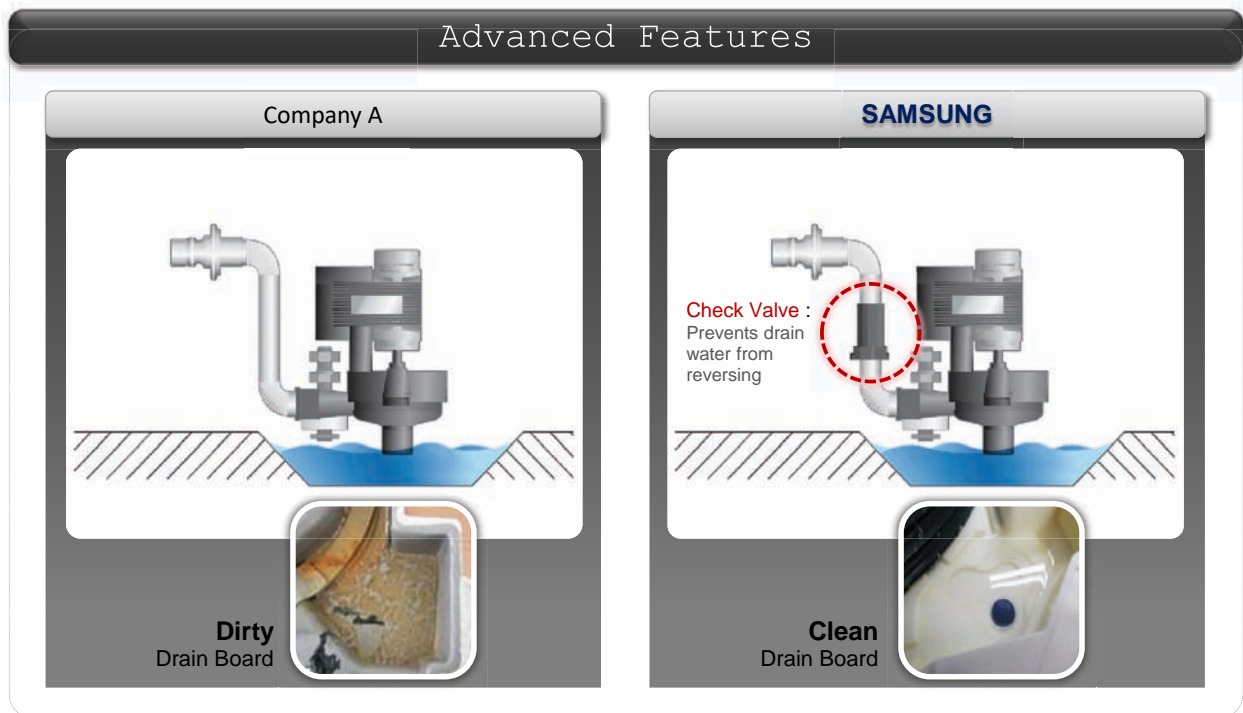 Advanced Features
Company A
SAMSUNG
Check Valve :
Prevents drain
water from
reversing
Dirty
Drain Board
Clean
Drain Board